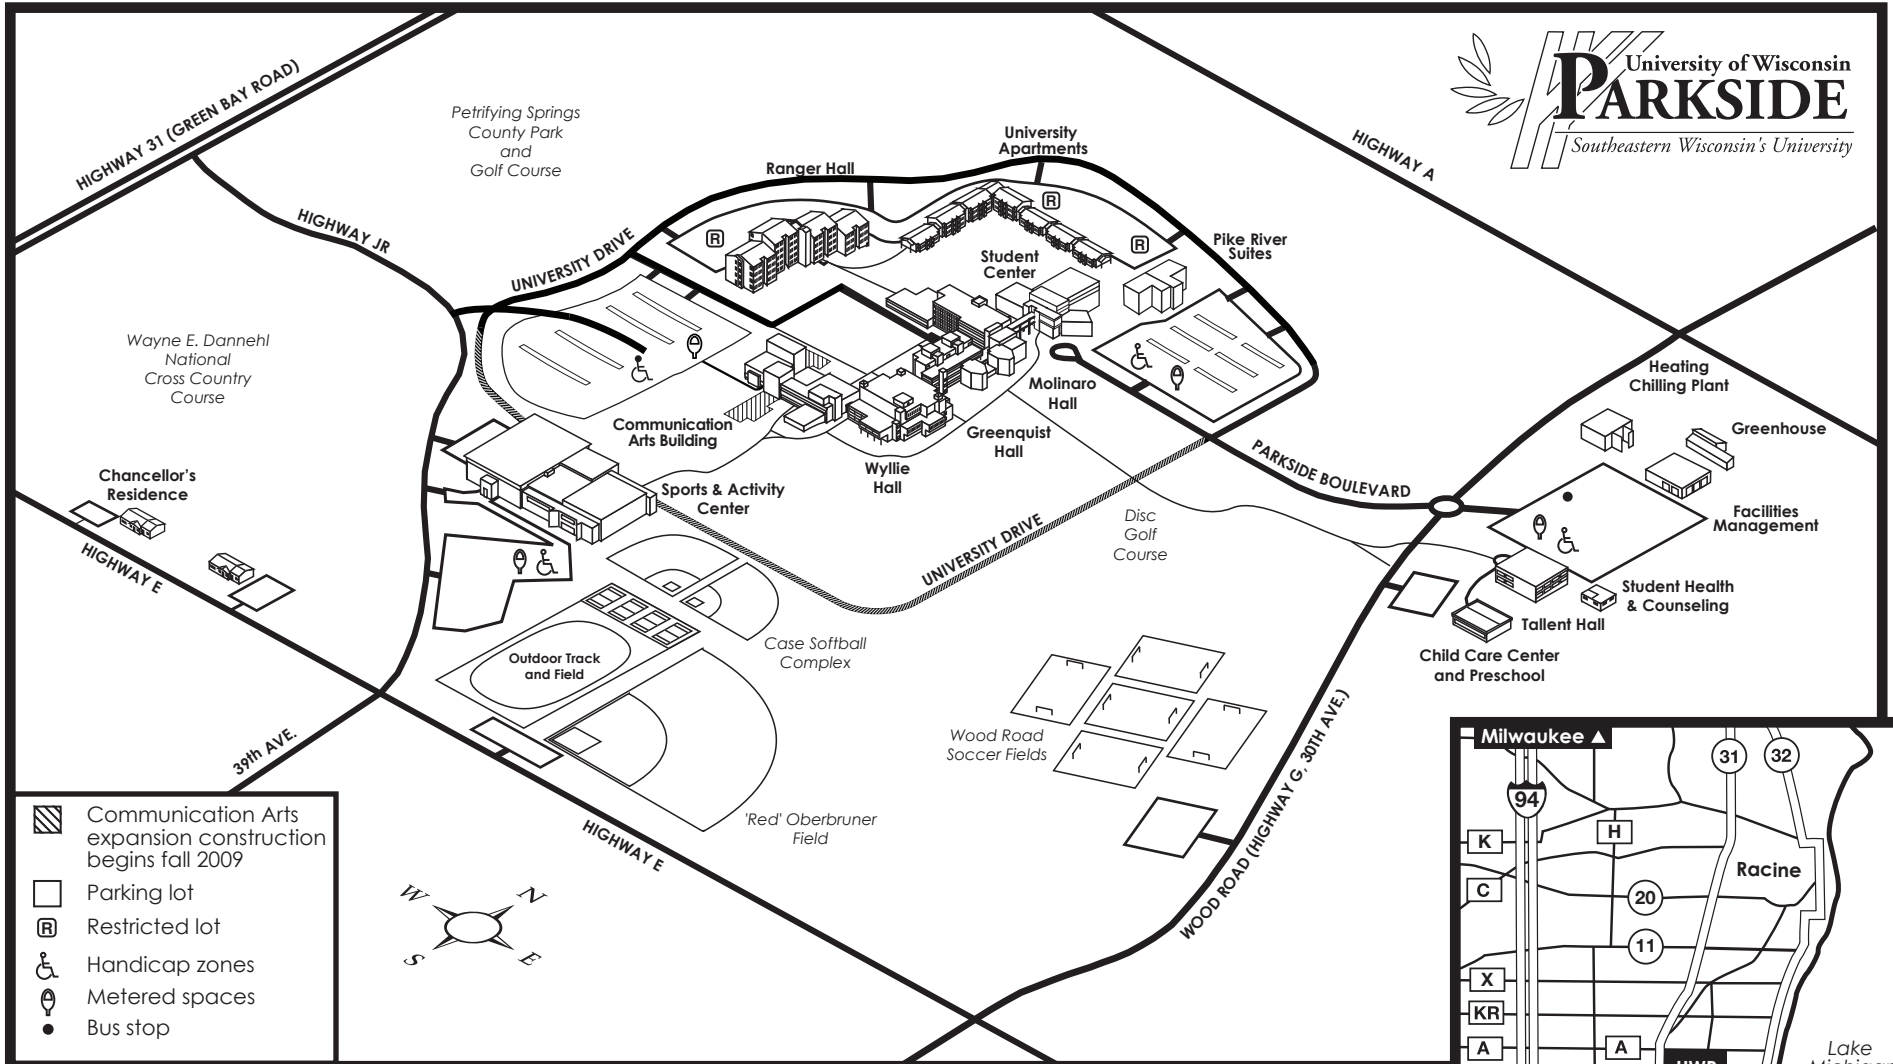 University of Wisconsin
PARKSIDE
Southeastern Wisconsin's University
HIGHWAY 31 (GREEN BAY ROAD)
Petrifying Springs
County Park
and
Golf Course
University
Apartments
HIGHWAY A
Ranger Hall
R
R
R
HIGHWAY JR
UNIVERSITY DRIVE
Student
Center
Pike River
Suites
Wayne E. Dannehl
National
Cross Country
Course
Heating
Chilling Plant
Molinaro
Hall
Greenhouse
Communication
Arts Building
Greenquist
Hall
Wyllie
Hall
PARKSIDE BOULEVARD
Chancellor's
Residence
Sports & Activity
Center
Disc
Golf
Course
Facilities
Management
UNIVERSITY DRIVE
HIGHWAY E
Student Health
& Counseling
Tallent Hall
Case Softball
Complex
Outdoor Track
and Field
Child Care Center
and Preschool
Wood Road
Soccer Fields
39th AVE.
'Red' Oberbruner
Field
HIGHWAY E
WOOD ROAD (HIGHWAY G, 30TH AVE.)
Communication Arts
expansion construction
begins fall 2009
Parking lot
R Restricted lot
Handicap zones
Metered spaces
Bus stop
W N
S E
Milwaukee ▲
31 32
94
K H
Racine
C 20
11
X
KR
A A
Lake